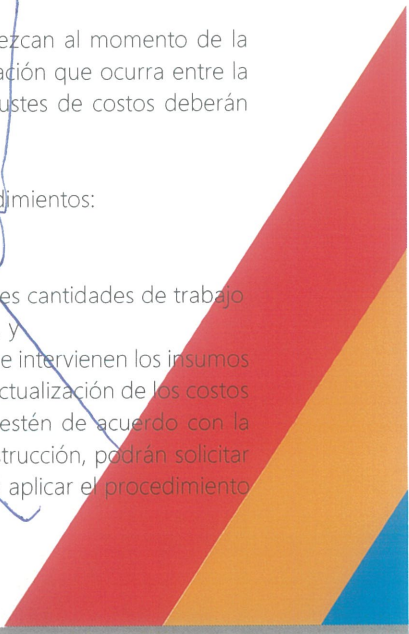 ezcan al momento de la
ación que ocurra entre la
ustes de costos deberán
dimientos:
es cantidades de trabajo
y
e intervienen los insumos
ctualización de los costos
estén de acuerdo con la
strucción, podrán solicitar
aplicar el procedimiento